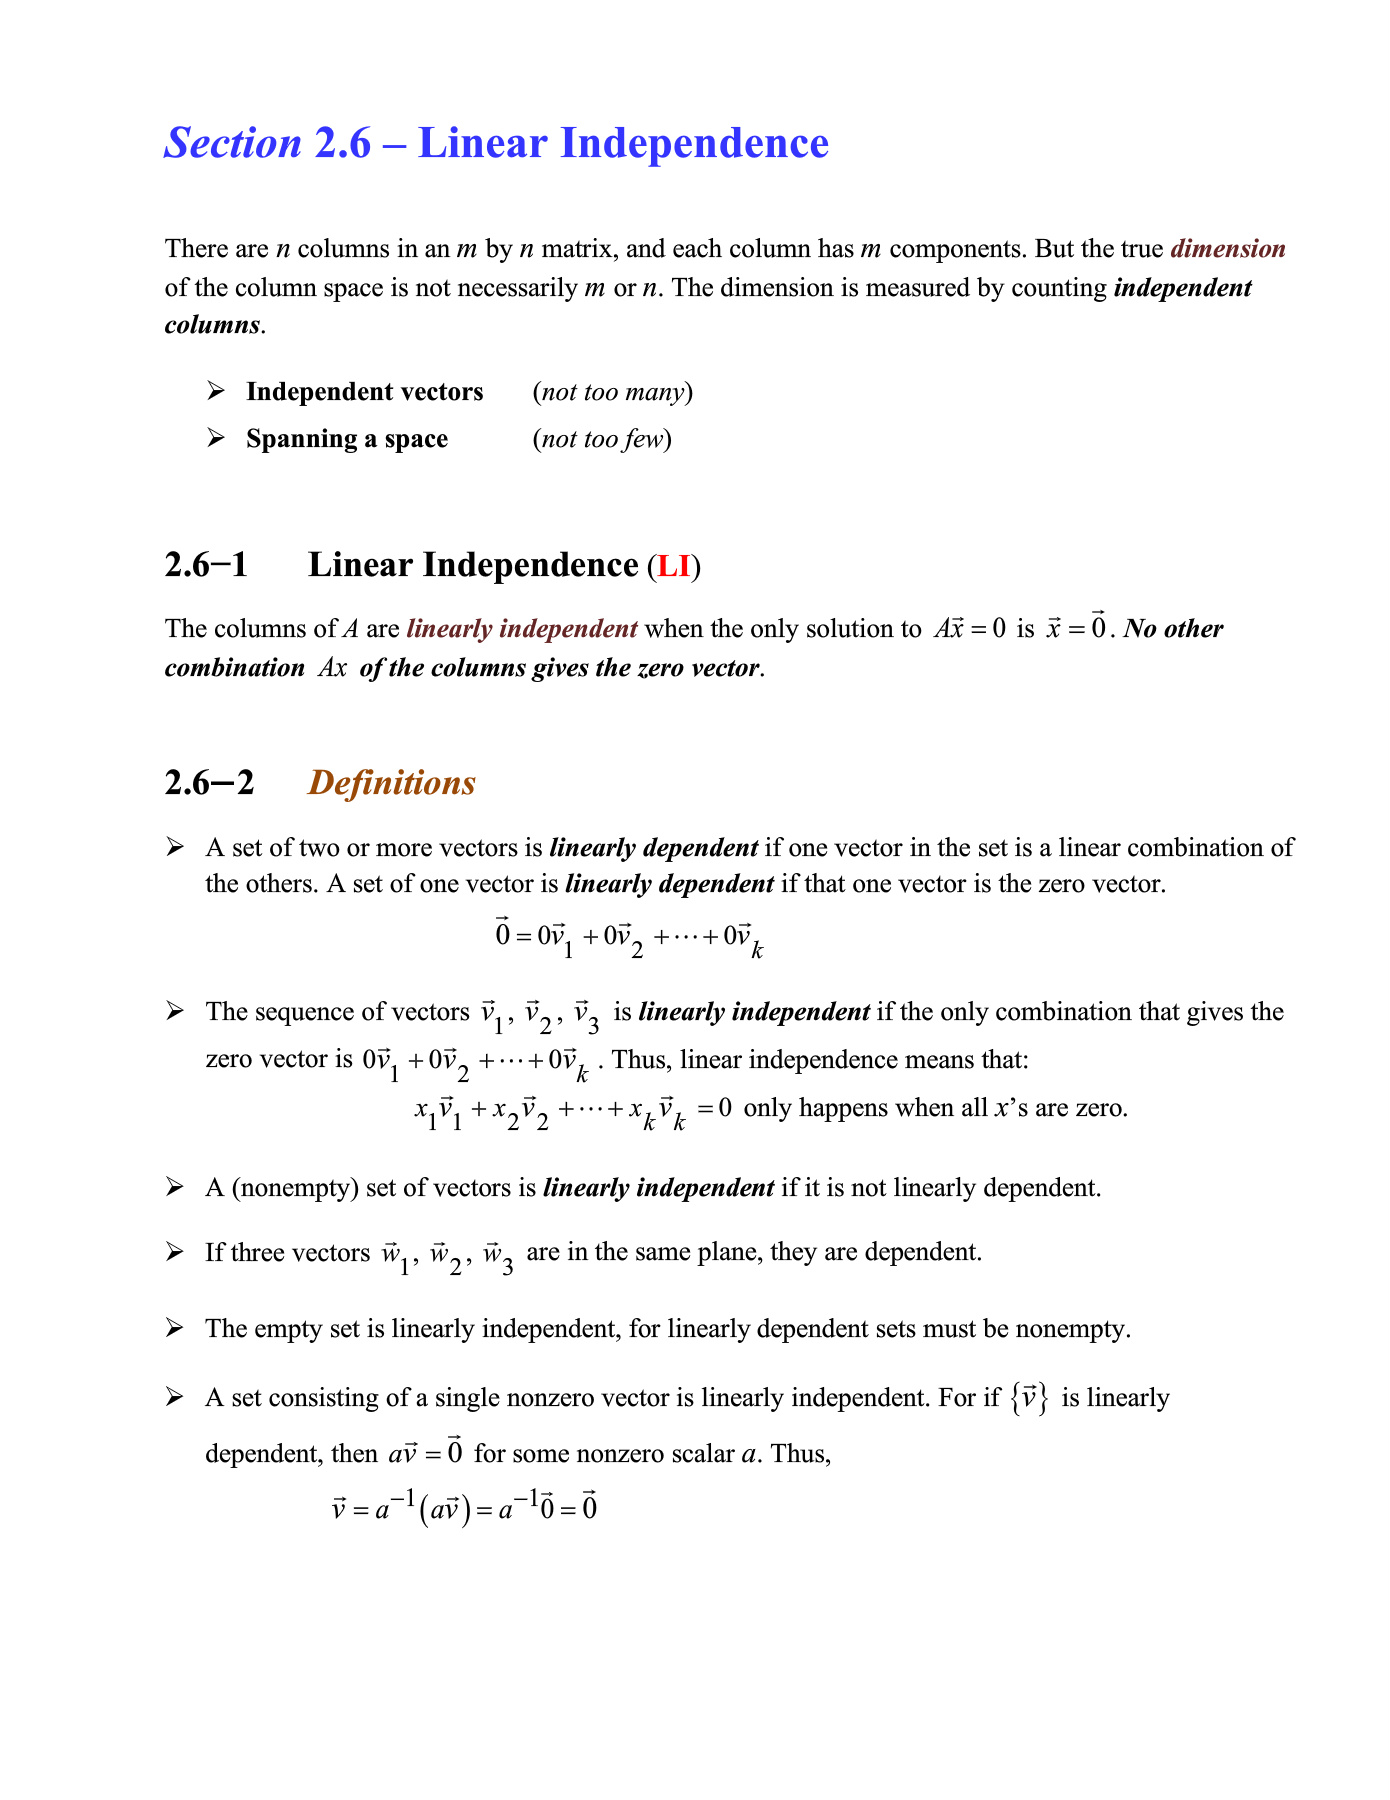 Section 2.6 – Linear Independence
There are n columns in an m by n matrix, and each column has m components. But the true dimension
of the column space is not necessarily m or n. The dimension is measured by counting independent
columns.
➢ Independent vectors (not too many)
➢ Spanning a space (not too few)
2.6–1 Linear Independence (LI)
The columns of A are linearly independent when the only solution to $A\vec{x} = 0$ is $\vec{x} = \vec{0}$. No other
combination Ax of the columns gives the zero vector.
2.6–2 Definitions
➢ A set of two or more vectors is linearly dependent if one vector in the set is a linear combination of
the others. A set of one vector is linearly dependent if that one vector is the zero vector.
$\vec{0} = 0\vec{v}_1 + 0\vec{v}_2 + \cdots + 0\vec{v}_k$
➢ The sequence of vectors $\vec{v}_1, \vec{v}_2, \vec{v}_3$ is linearly independent if the only combination that gives the
zero vector is $0\vec{v}_1 + 0\vec{v}_2 + \cdots + 0\vec{v}_k$. Thus, linear independence means that:
$x_1\vec{v}_1 + x_2\vec{v}_2 + \cdots + x_k\vec{v}_k = 0$ only happens when all x’s are zero.
➢ A (nonempty) set of vectors is linearly independent if it is not linearly dependent.
➢ If three vectors $\vec{w}_1, \vec{w}_2, \vec{w}_3$ are in the same plane, they are dependent.
➢ The empty set is linearly independent, for linearly dependent sets must be nonempty.
➢ A set consisting of a single nonzero vector is linearly independent. For if $\{\vec{v}\}$ is linearly
dependent, then $a\vec{v} = \vec{0}$ for some nonzero scalar a. Thus,
$\vec{v} = a^{-1}(a\vec{v}) = a^{-1}\vec{0} = \vec{0}$